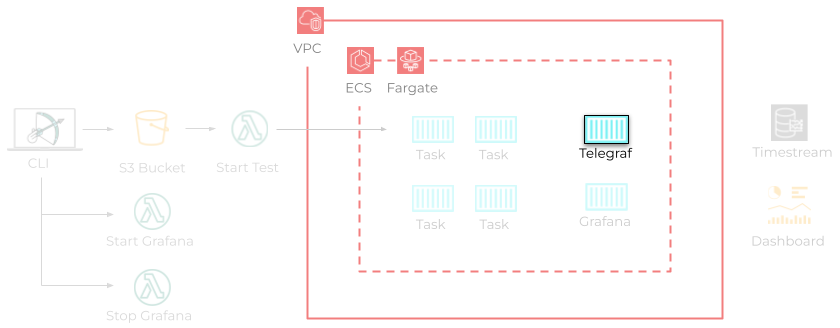 VPC
ECS
Fargate
CLI
S3 Bucket
Start Test
Task
Task
Telegraf
Timestream
Task
Task
Grafana
Start Grafana
Dashboard
Stop Grafana